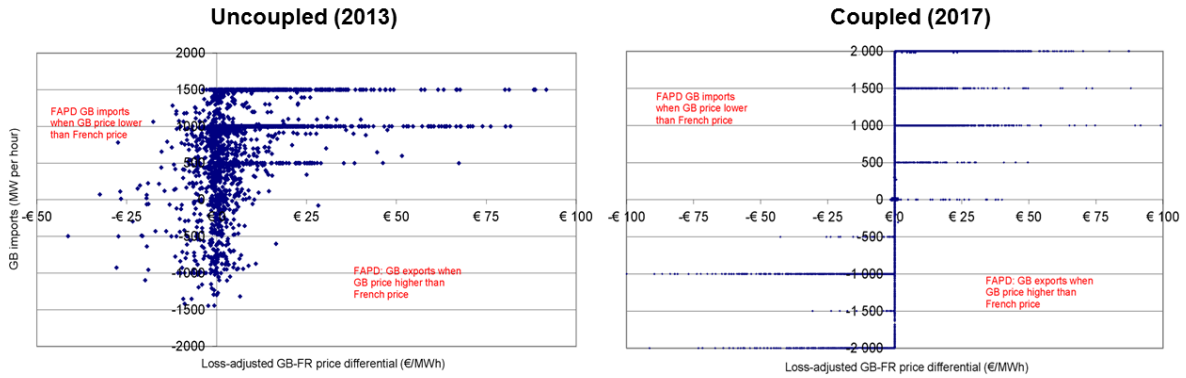 Uncoupled (2013)
2000
1500
1000
500
0
-500
-1000
-1500
-2000
-€ 50
-€ 25
€ 25
€ 50
€ 75
€ 100
FAPD GB imports
when GB price lower
than French price
FAPD: GB exports when
GB price higher than
French price
GB imports (MW per hour)
Loss-adjusted GB-FR price differential (€/MWh)
Coupled (2017)
2 000
1 500
1 000
500
0
-500
-1 000
-1 500
-2 000
-€ 100
-€ 75
-€ 50
-€ 25
€ 0
€ 25
€ 50
€ 75
€ 100
FAPD GB imports
when GB price lower
than French price
FAPD: GB exports when
GB price higher than
French price
Loss-adjusted GB-FR price differential (€/MWh)